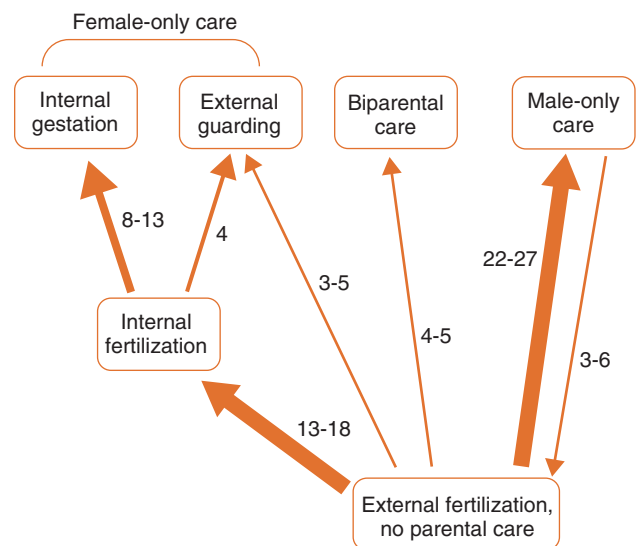 Female-only care
Internal
gestation
External
guarding
Biparental
care
Male-only
care
8-13
4
3-5
4-5
22-27
3-6
Internal
fertilization
13-18
External fertilization,
no parental care